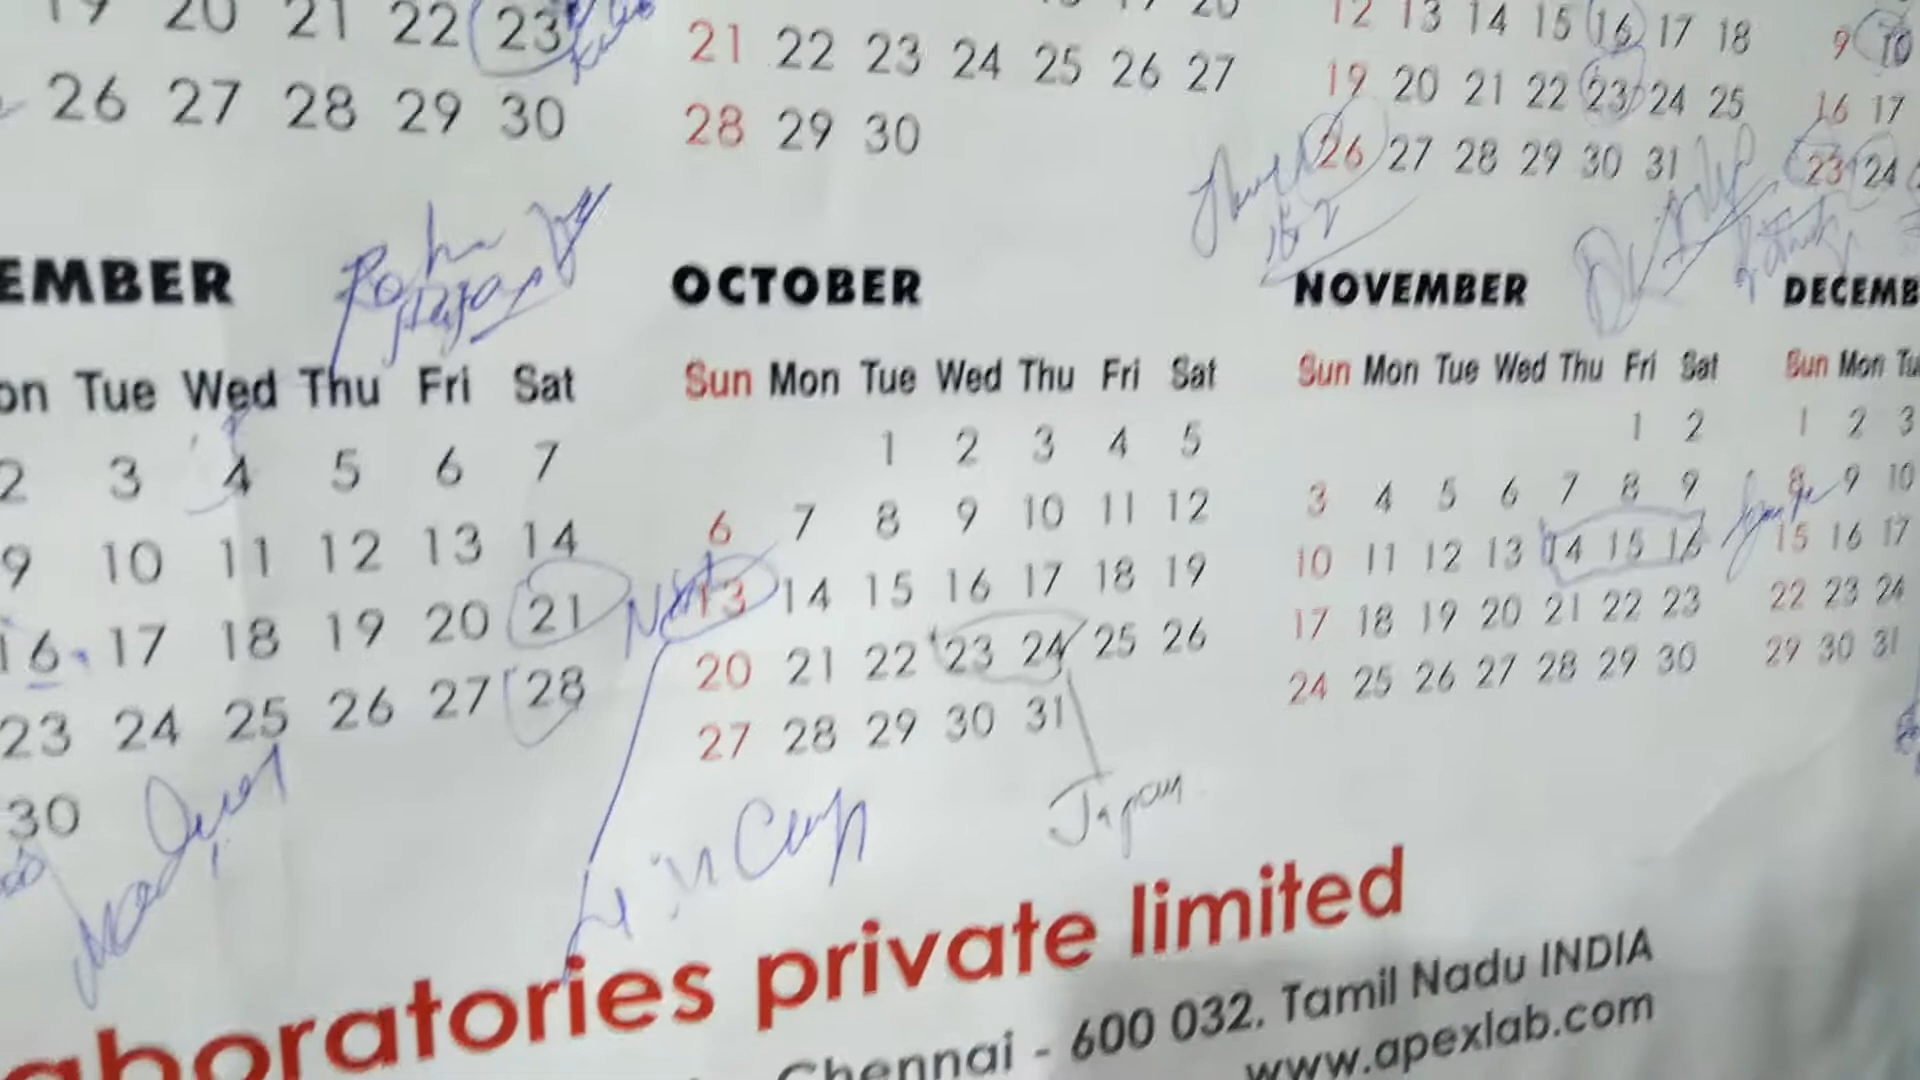 19 20 21 22 23
26 27 28 29 30
20
21 22 23 24 25 26 27
28 29 30
12 13 14 15 16 17 18
19 20 21 22 23 24 25
26 27 28 29 30 31
9 10
16 17
23 24
EMBER
on Tue Wed Thu Fri Sat
2 3 4 5 6 7
9 10 11 12 13 14
16 17 18 19 20 21
23 24 25 26 27 28
30
OCTOBER
Sun Mon Tue Wed Thu Fri Sat
1 2 3 4 5
6 7 8 9 10 11 12
13 14 15 16 17 18 19
20 21 22 23 24 25 26
27 28 29 30 31
Japan
NOVEMBER
Sun Mon Tue Wed Thu Fri Sat
1 2
3 4 5 6 7 8 9
10 11 12 13 14 15 16
17 18 19 20 21 22 23
24 25 26 27 28 29 30
DECEMB
Sun Mon Tu
1 2 3
8 9 10
15 16 17
22 23 24
29 30 31
aboratories private limited
Chennai - 600 032. Tamil Nadu INDIA
www.apexlab.com